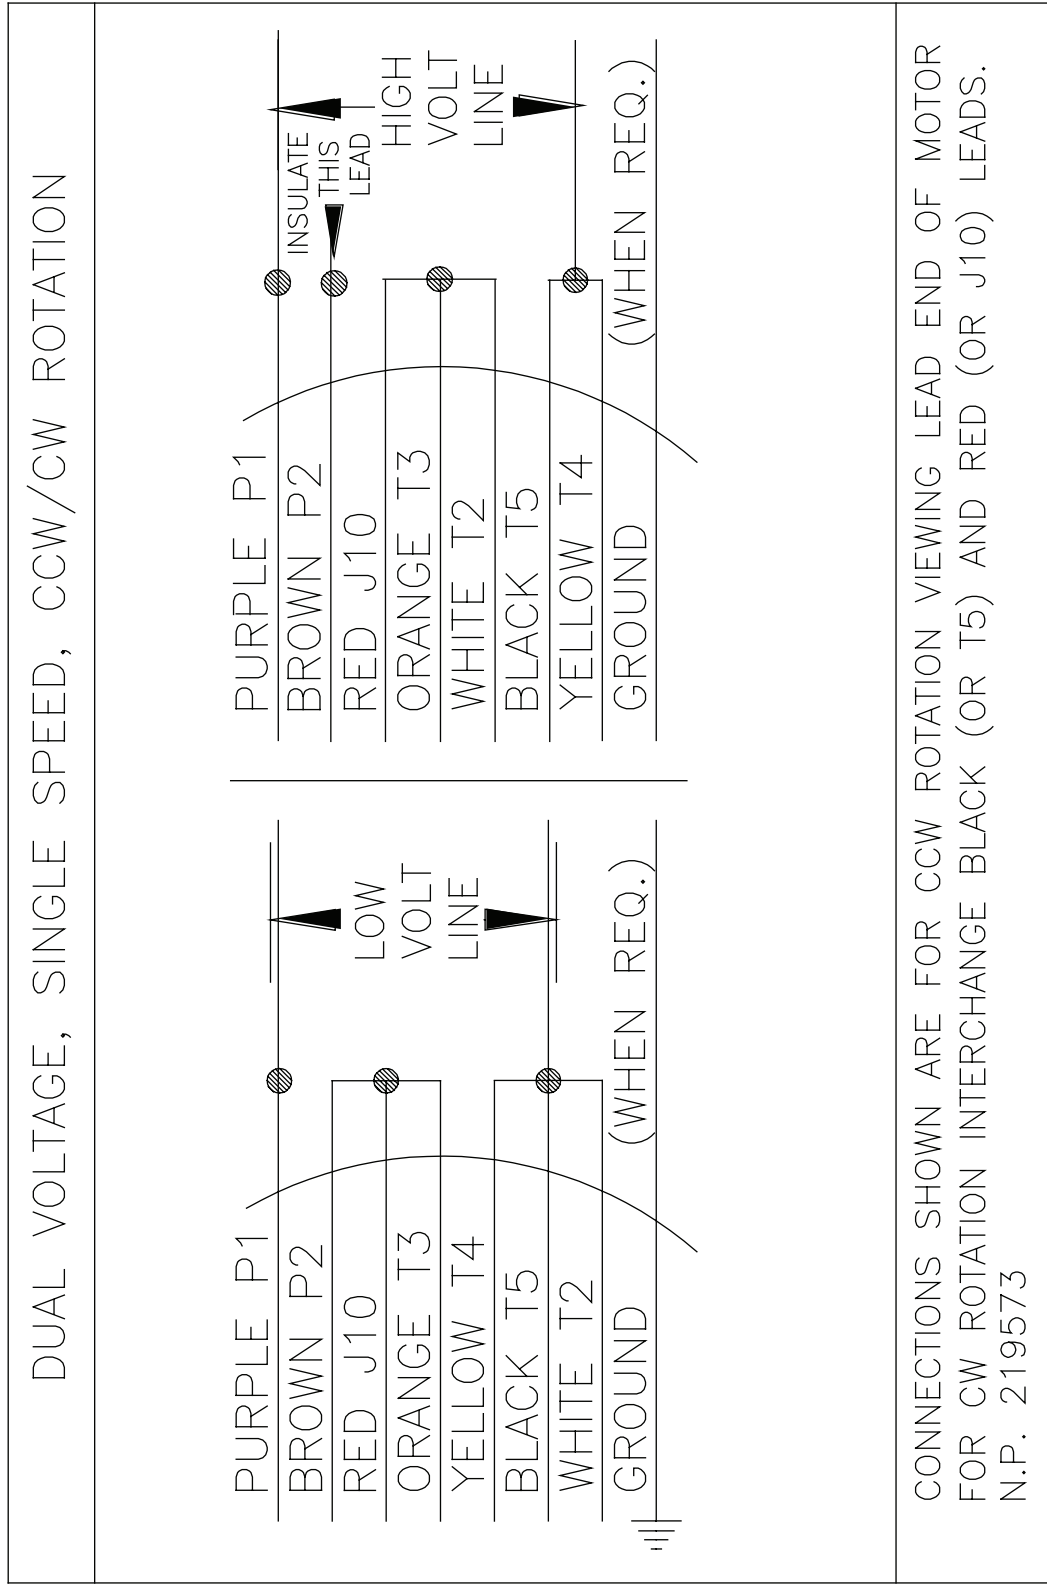 DUAL VOLTAGE, SINGLE SPEED, CCW/CW ROTATION
PURPLE P1
BROWN P2
RED J10
ORANGE T3
YELLOW T4
BLACK T5
WHITE T2
GROUND
(WHEN REQ.)
LOW
VOLT
LINE
PURPLE P1
BROWN P2
RED J10
ORANGE T3
WHITE T2
BLACK T5
YELLOW T4
GROUND
(WHEN REQ.)
INSULATE
THIS
LEAD
HIGH
VOLT
LINE
CONNECTIONS SHOWN ARE FOR CCW ROTATION VIEWING LEAD END OF MOTOR
FOR CW ROTATION INTERCHANGE BLACK (OR T5) AND RED (OR J10) LEADS.
N.P. 219573